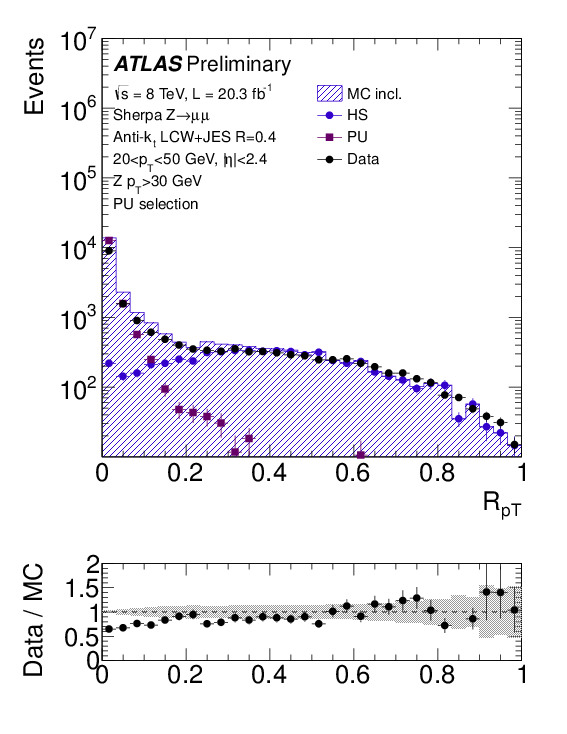 Events
10^7
10^6
10^5
10^4
10^3
10^2
ATLAS Preliminary
√s = 8 TeV, L = 20.3 fb^-1
Sherpa Z→μμ
Anti-k_t LCW+JES R=0.4
20<p_T<50 GeV, |η|<2.4
Z p_T>30 GeV
PU selection
MC incl.
HS
PU
Data
0 0.2 0.4 0.6 0.8 1
R_pT
Data / MC
2
1.5
1
0.5
0
0 0.2 0.4 0.6 0.8 1